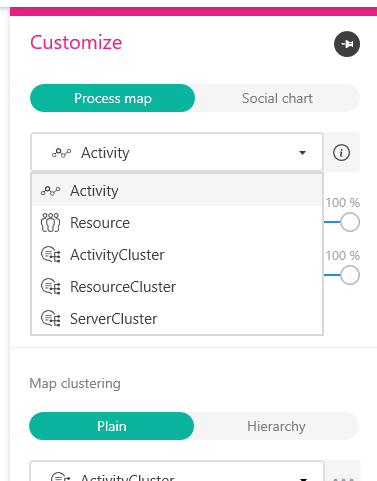 Customize
Process map
Social chart
Activity
Activity
100 %
Resource
ActivityCluster
100 %
ResourceCluster
ServerCluster
Map clustering
Plain
Hierarchy
ActivityCluster